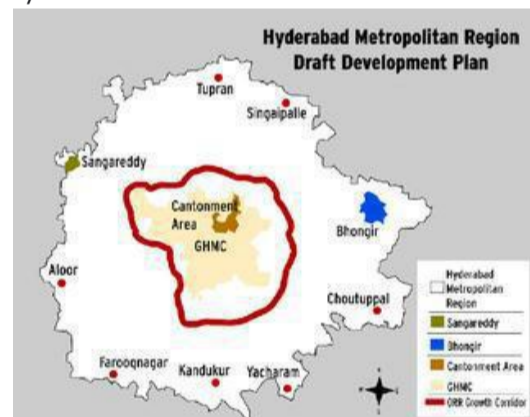 Hyderabad Metropolitan Region
Draft Development Plan
Tupran
Singaipalle
Sangareddy
Cantonment
Area
GHMC
Bhongir
Aloor
Choutuppal
Farooqnagar
Kandukur
Yacharam
Hyderabad
Metropolitan
Region
Sangareddy
Bhongir
Cantonment Area
GHMC
ORR Growth Corridor